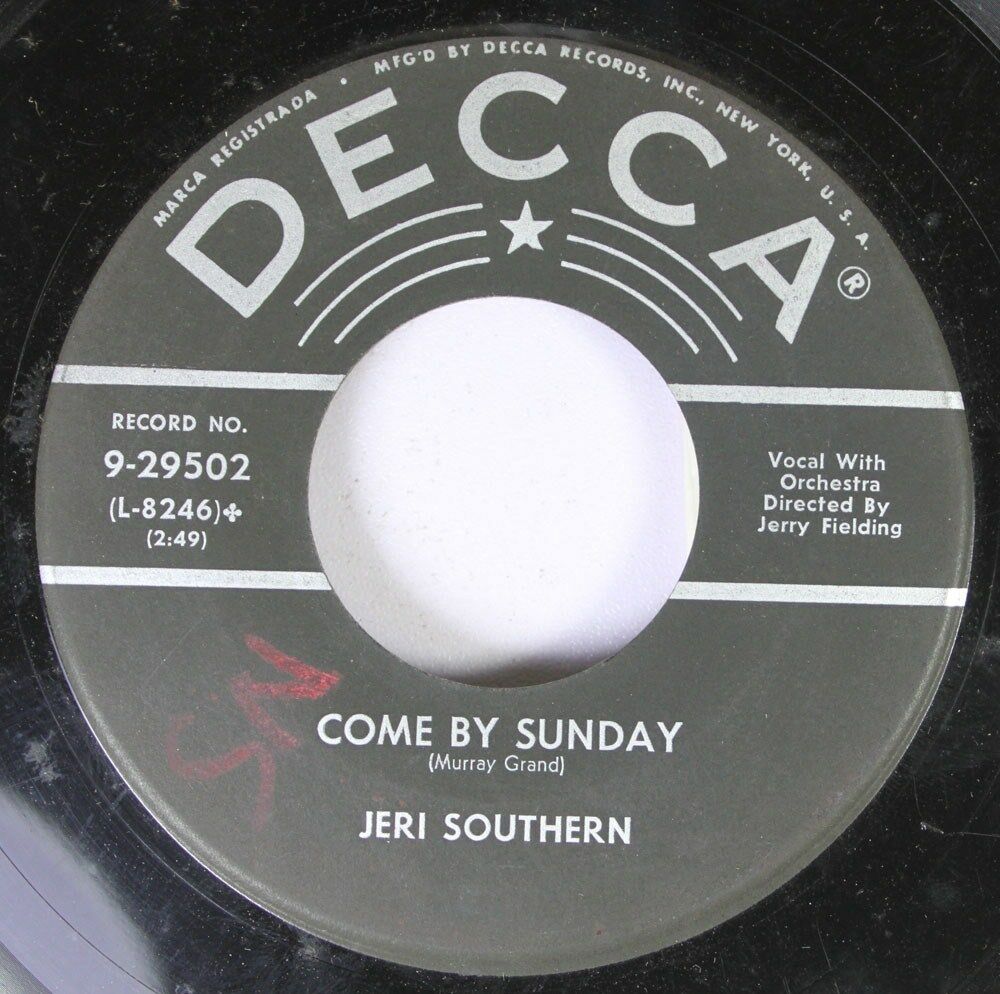 MARCA REGISTRADA • MFG'D BY DECCA RECORDS, INC., NEW YORK, U. S. A.
DECCA®
RECORD NO.
9-29502
(L-8246)✤
(2:49)
Vocal With
Orchestra
Directed By
Jerry Fielding
COME BY SUNDAY
(Murray Grand)
JERI SOUTHERN